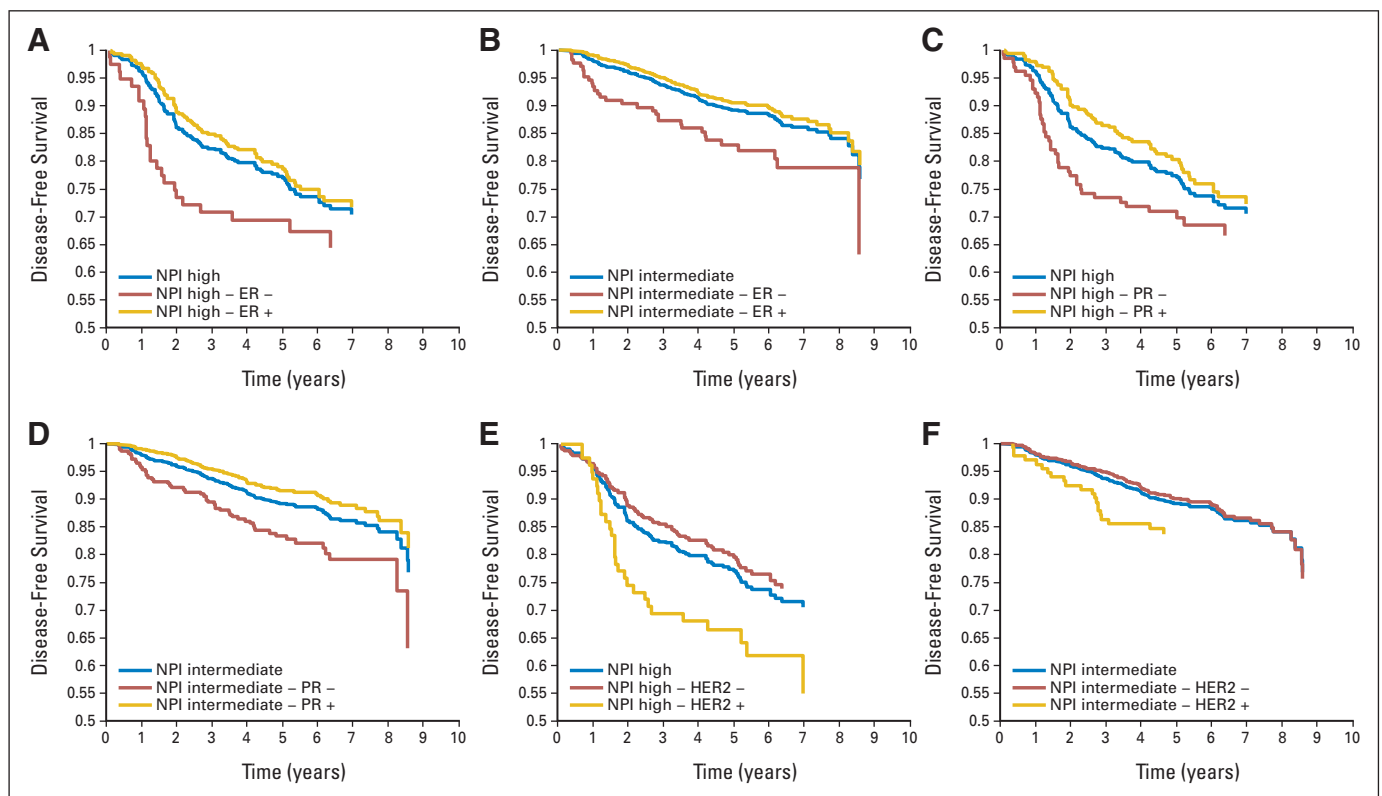 A
Disease-Free Survival
1
0.95
0.9
0.85
0.8
0.75
0.7
0.65
0.6
0.55
0.5
NPI high
NPI high – ER –
NPI high – ER +
0 1 2 3 4 5 6 7 8 9 10
Time (years)
B
Disease-Free Survival
1
0.95
0.9
0.85
0.8
0.75
0.7
0.65
0.6
0.55
0.5
NPI intermediate
NPI intermediate – ER –
NPI intermediate – ER +
0 1 2 3 4 5 6 7 8 9 10
Time (years)
C
Disease-Free Survival
1
0.95
0.9
0.85
0.8
0.75
0.7
0.65
0.6
0.55
0.5
NPI high
NPI high – PR –
NPI high – PR +
0 1 2 3 4 5 6 7 8 9 10
Time (years)
D
Disease-Free Survival
1
0.95
0.9
0.85
0.8
0.75
0.7
0.65
0.6
0.55
0.5
NPI intermediate
NPI intermediate – PR –
NPI intermediate – PR +
0 1 2 3 4 5 6 7 8 9 10
Time (years)
E
Disease-Free Survival
1
0.95
0.9
0.85
0.8
0.75
0.7
0.65
0.6
0.55
0.5
NPI high
NPI high – HER2 –
NPI high – HER2 +
0 1 2 3 4 5 6 7 8 9 10
Time (years)
F
Disease-Free Survival
1
0.95
0.9
0.85
0.8
0.75
0.7
0.65
0.6
0.55
0.5
NPI intermediate
NPI intermediate – HER2 –
NPI intermediate – HER2 +
0 1 2 3 4 5 6 7 8 9 10
Time (years)